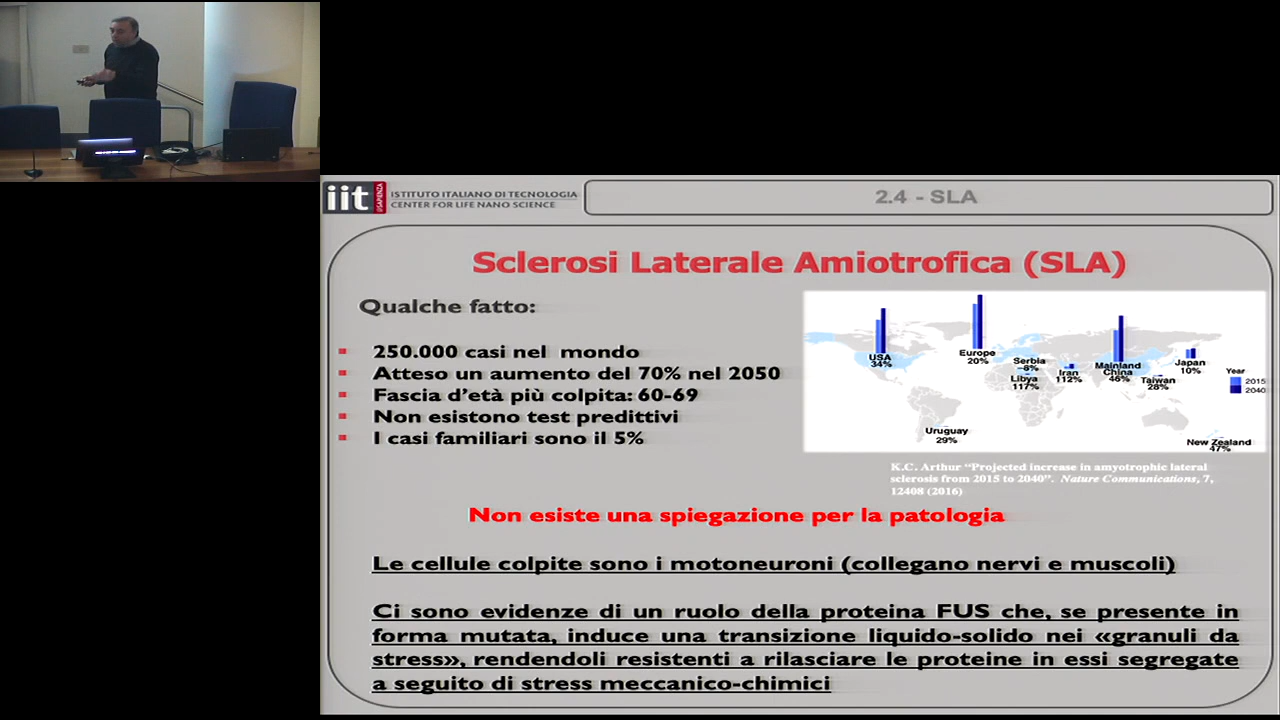 iit
SAPIENZA
ISTITUTO ITALIANO DI TECNOLOGIA
CENTER FOR LIFE NANO SCIENCE
2.4 - SLA
Sclerosi Laterale Amiotrofica (SLA)
Qualche fatto:
250.000 casi nel mondo
Atteso un aumento del 70% nel 2050
Fascia d'età più colpita: 60-69
Non esistono test predittivi
I casi familiari sono il 5%
USA
34%
Europe
20%
Serbia
−8%
Libya
117%
Iran
112%
Mainland
China
46%
Taiwan
28%
Japan
10%
Uruguay
29%
New Zealand
47%
Year
2015
2040
K.C. Arthur "Projected increase in amyotrophic lateral
sclerosis from 2015 to 2040". Nature Communications, 7,
12408 (2016)
Non esiste una spiegazione per la patologia
Le cellule colpite sono i motoneuroni (collegano nervi e muscoli)
Ci sono evidenze di un ruolo della proteina FUS che, se presente in
forma mutata, induce una transizione liquido-solido nei «granuli da
stress», rendendoli resistenti a rilasciare le proteine in essi segregate
a seguito di stress meccanico-chimici